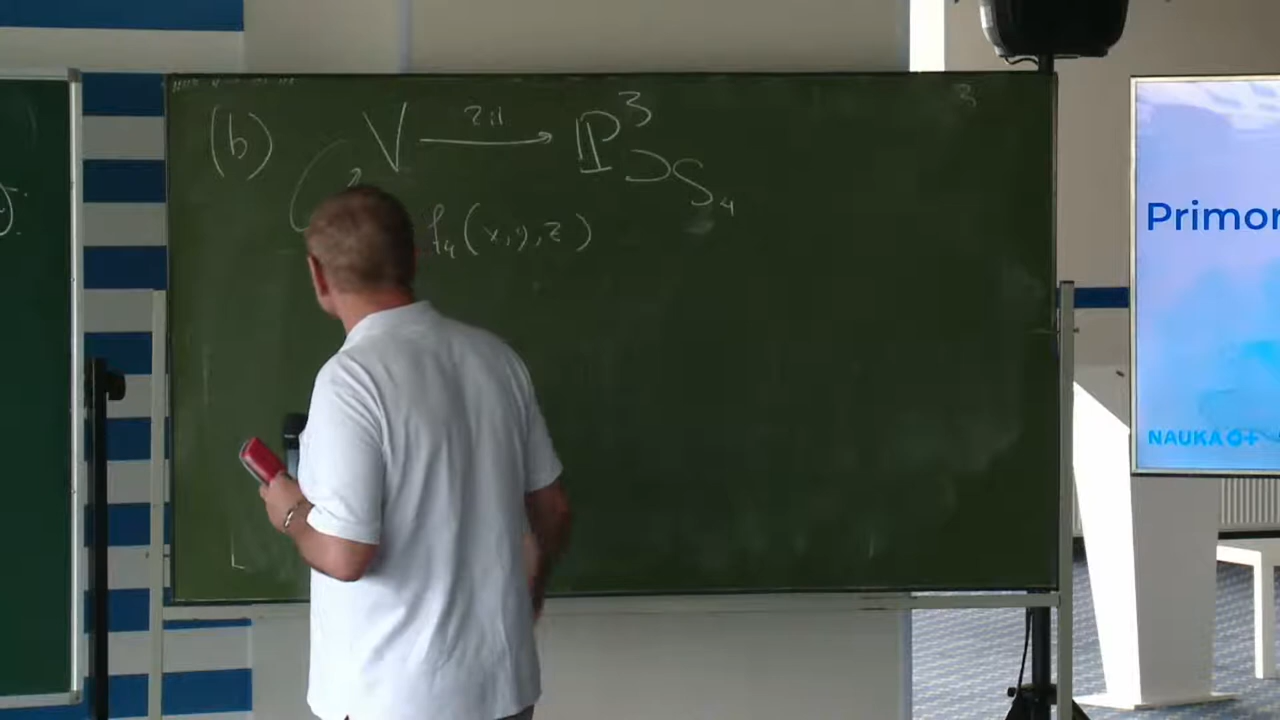 (b) V 2:1 → ℙ³ ⊃ S₄
f₄(x,y,z)
Primor
NAUKA 0+